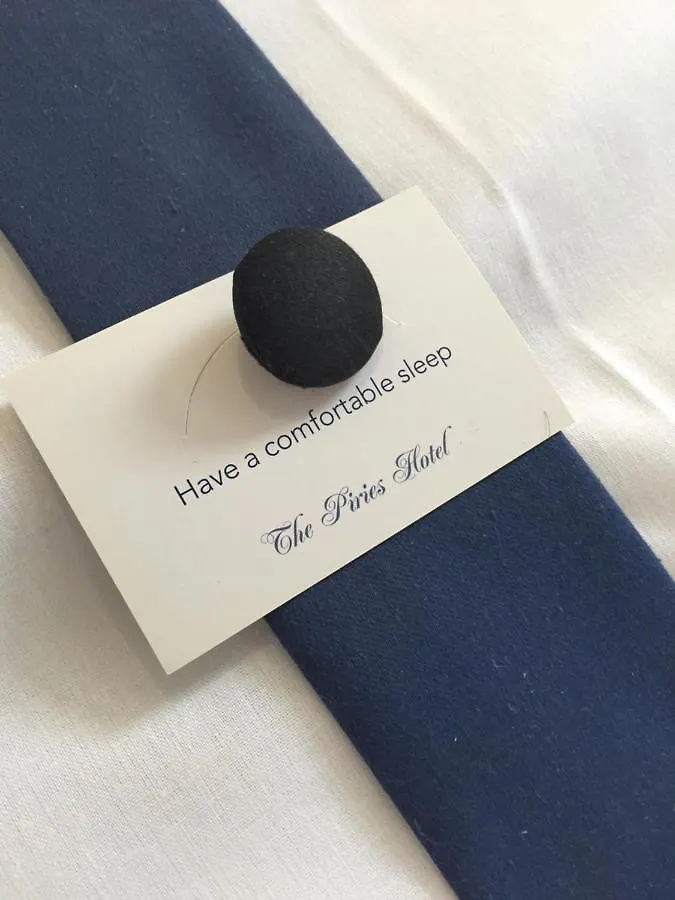 Have a comfortable sleep
The Piries Hotel